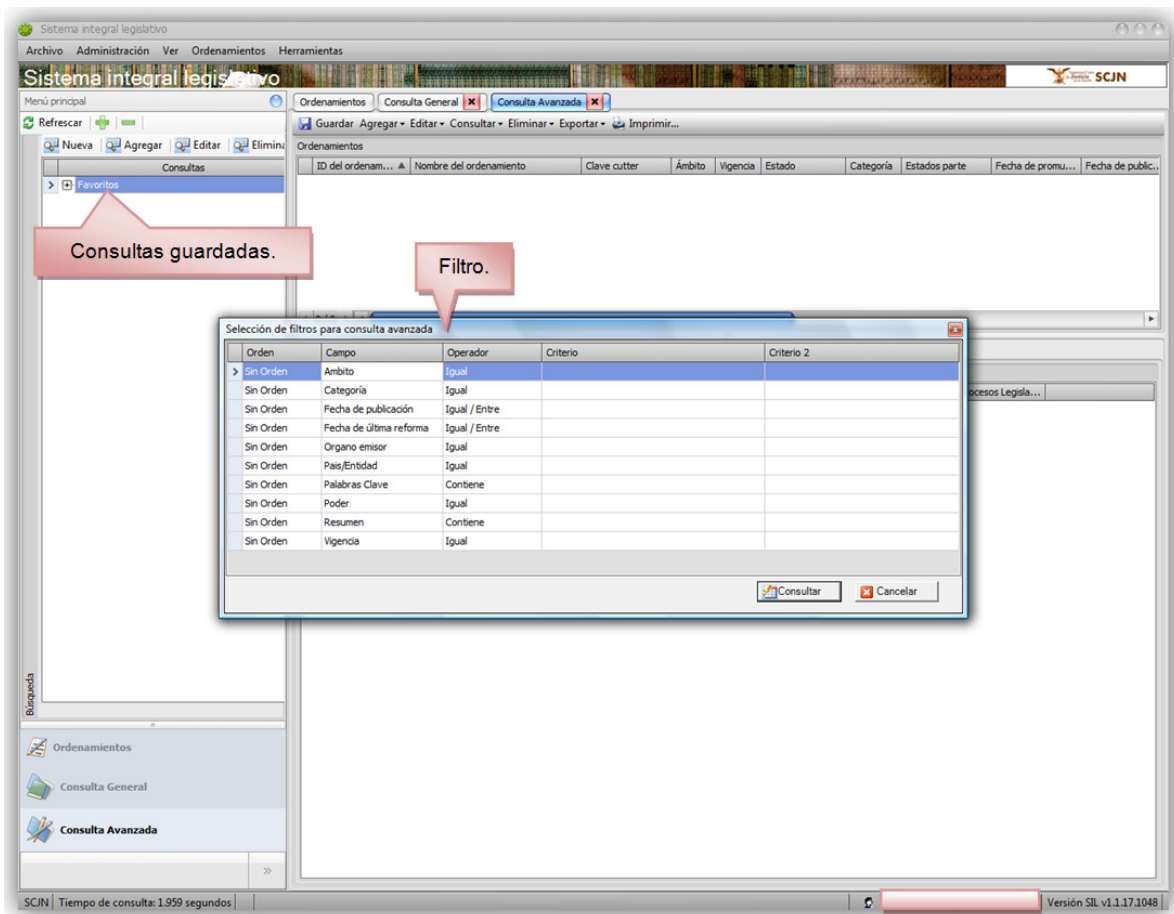 Sistema integral legislativo
Archivo Administración Ver Ordenamientos Herramientas
Sistema integral legislativo
SCJN
Menú principal
Ordenamientos Consulta General Consulta Avanzada
Refrescar
Guardar Agregar Editar Consultar Eliminar Exportar Imprimir...
Nueva Agregar Editar Elimina
Ordenamientos
Consultas
ID del ordenam... Nombre del ordenamiento Clave cutter Ámbito Vigencia Estado Categoría Estados parte Fecha de promu... Fecha de public...
Favoritos
Consultas guardadas.
Filtro.
Selección de filtros para consulta avanzada
Orden Campo Operador Criterio Criterio 2
Sin Orden Ambito Igual
Sin Orden Categoría Igual
ocesos Legisla...
Sin Orden Fecha de publicación Igual / Entre
Sin Orden Fecha de última reforma Igual / Entre
Sin Orden Organo emisor Igual
Sin Orden Pais/Entidad Igual
Sin Orden Palabras Clave Contiene
Sin Orden Poder Igual
Sin Orden Resumen Contiene
Sin Orden Vigencia Igual
Consultar Cancelar
Búsqueda
Ordenamientos
Consulta General
Consulta Avanzada
SCJN Tiempo de consulta: 1.959 segundos Versión SIL v1.1.17.1048